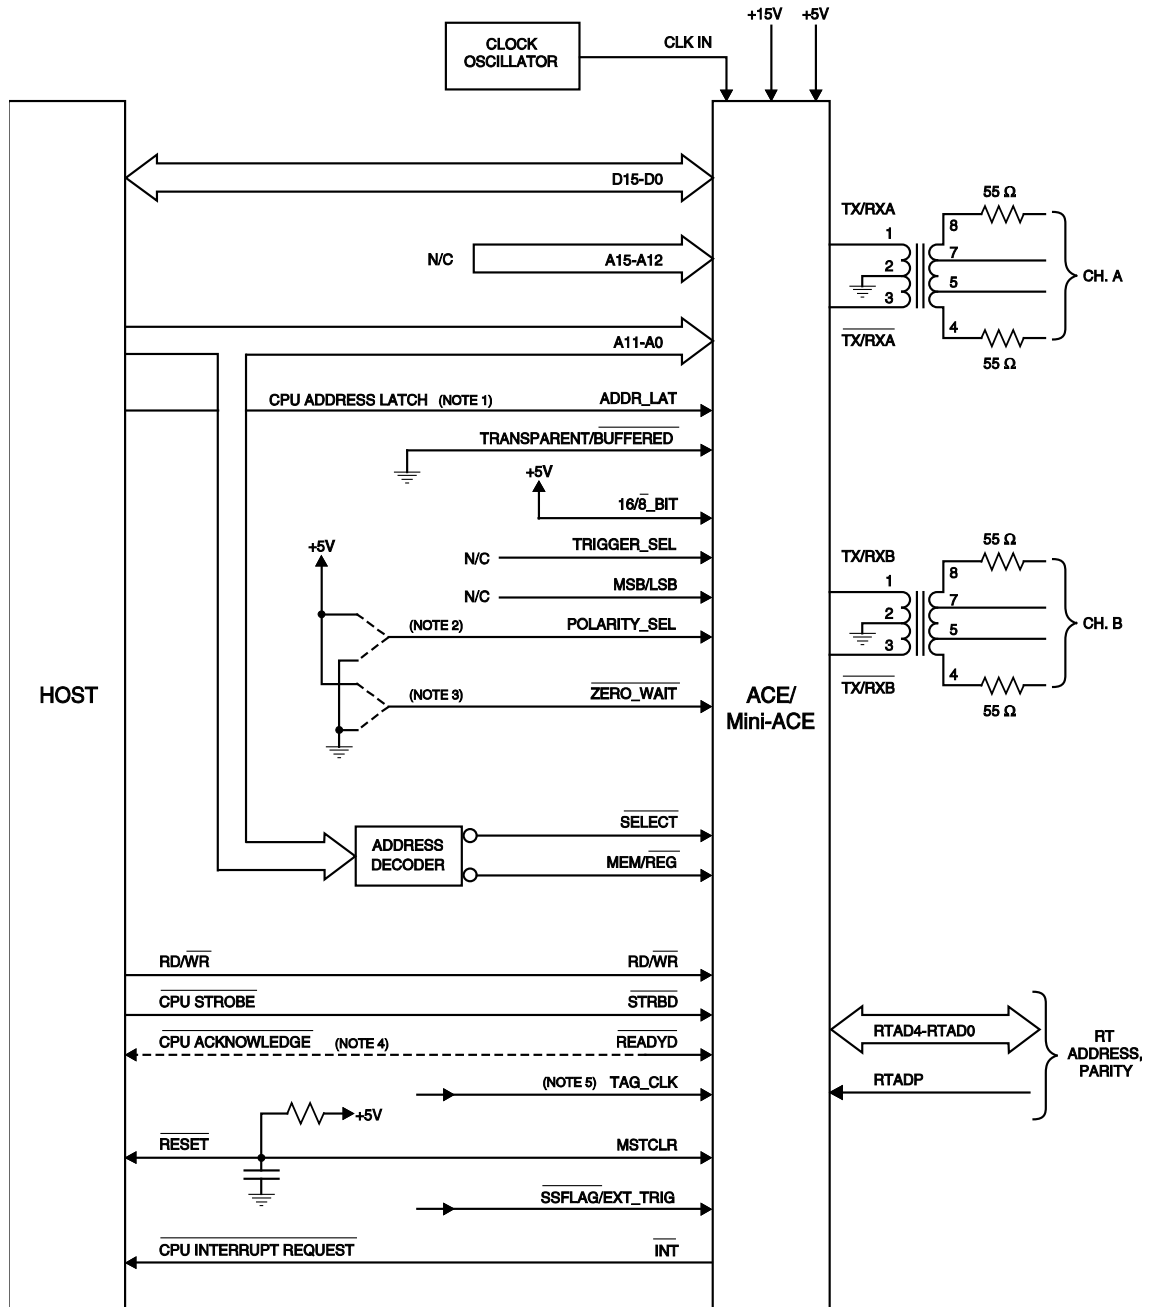 +15V
+5V
CLOCK
OSCILLATOR
CLK IN
D15-D0
N/C
A15-A12
A11-A0
CPU ADDRESS LATCH (NOTE 1)
ADDR_LAT
TRANSPARENT/BUFFERED
+5V
16/8_BIT
+5V
N/C
TRIGGER_SEL
N/C
MSB/LSB
(NOTE 2)
POLARITY_SEL
(NOTE 3)
ZERO_WAIT
HOST
ACE/
Mini-ACE
SELECT
ADDRESS
DECODER
MEM/REG
RD/WR
RD/WR
CPU STROBE
STRBD
CPU ACKNOWLEDGE (NOTE 4)
READYD
(NOTE 5) TAG_CLK
+5V
RESET
MSTCLR
SSFLAG/EXT_TRIG
CPU INTERRUPT REQUEST
INT
TX/RXA
1
2
3
TX/RXA
8
7
5
4
55 Ω
55 Ω
CH. A
TX/RXB
1
2
3
TX/RXB
8
7
5
4
55 Ω
55 Ω
CH. B
RTAD4-RTAD0
RTADP
RT
ADDRESS,
PARITY